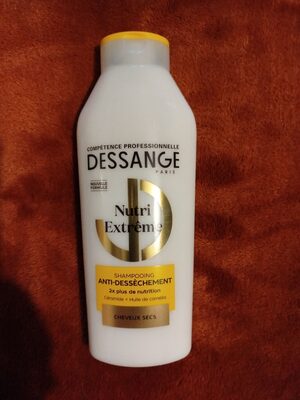 COMPÉTENCE PROFESSIONNELLE
DESSANGE
PARIS
NOUVELLE
FORMULE
Nutri
Extrême
SHAMPOOING
ANTI-DESSÈCHEMENT
2x plus de nutrition
Céramide + Huile de camélia
CHEVEUX SECS